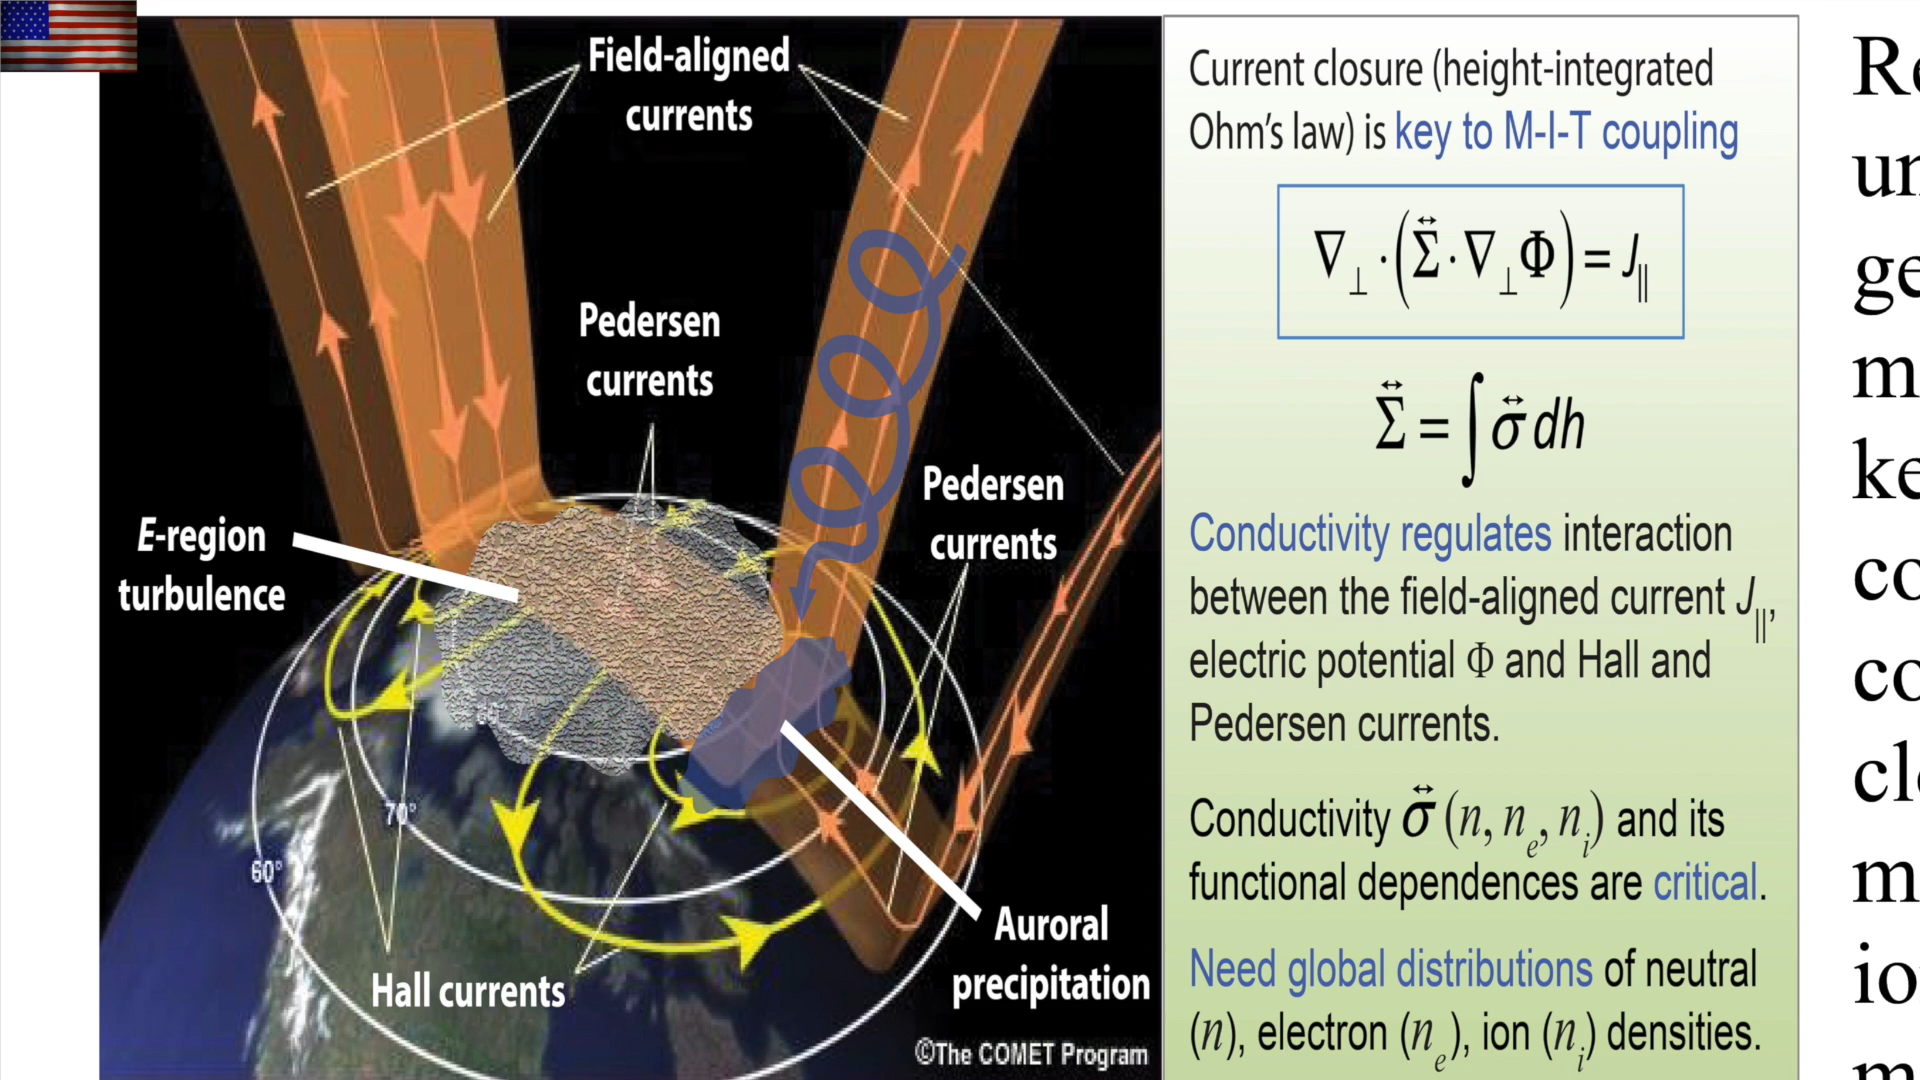 Field-aligned
currents
Pedersen
currents
Pedersen
currents
E-region
turbulence
70°
60°
Hall currents
Auroral
precipitation
©The COMET Program
Current closure (height-integrated
Ohm's law) is key to M-I-T coupling
∇⊥ · (Σ⃡ · ∇⊥Φ) = J∥
Σ⃡ = ∫ σ⃡ dh
Conductivity regulates interaction
between the field-aligned current J∥,
electric potential Φ and Hall and
Pedersen currents.
Conductivity σ⃡ (n, nₑ, nᵢ) and its
functional dependences are critical.
Need global distributions of neutral
(n), electron (nₑ), ion (nᵢ) densities.